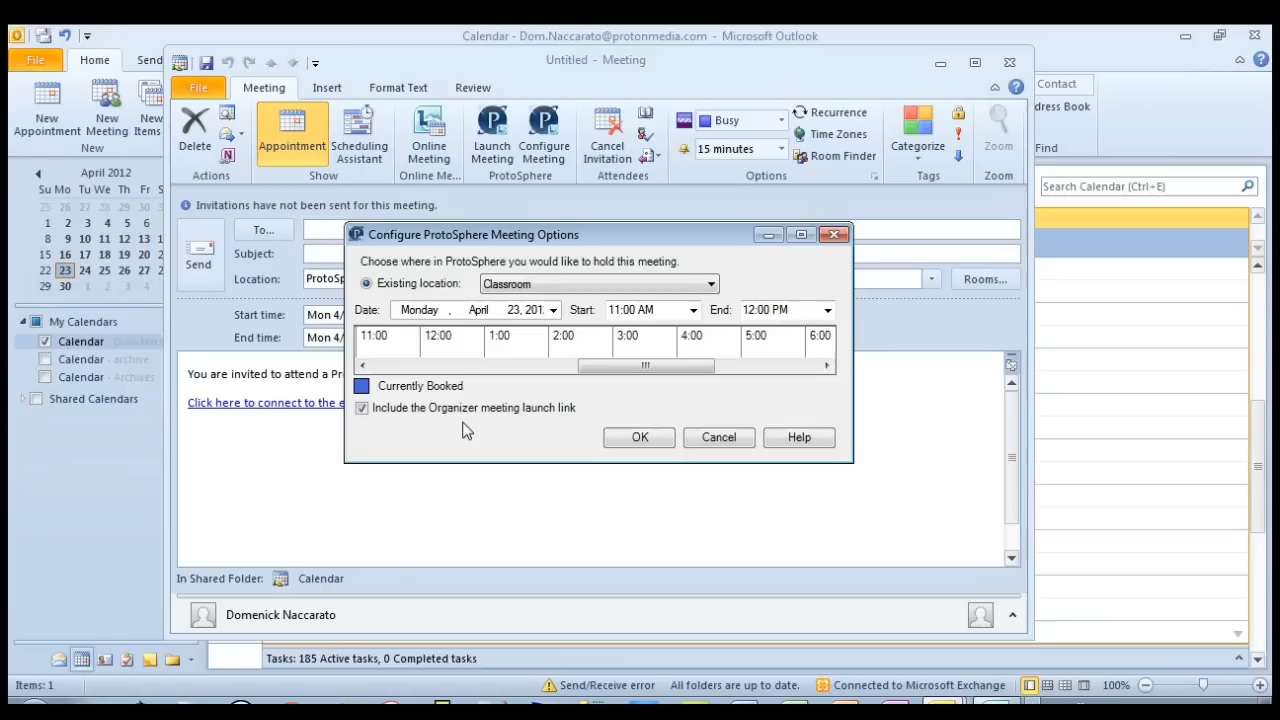 Calendar - Dom.Naccarato@protonmedia.com - Microsoft Outlook
File Home Send
Contact
New Appointment New Meeting New Items
New
dress Book
Find
Untitled - Meeting
File Meeting Insert Format Text Review
Delete Appointment Scheduling Assistant Online Meeting Launch Meeting Configure Meeting Cancel Invitation Busy 15 minutes Recurrence Time Zones Room Finder Categorize Zoom
Actions Show Online Me... ProtoSphere Attendees Options Tags Zoom
April 2012
Su Mo Tu We Th Fr S
25 26 27 28 29 30
1 2 3 4 5 6
8 9 10 11 12 13
15 16 17 18 19 20
22 23 24 25 26 27
29 30 1 2 3 4
My Calendars
Calendar
Calendar - archive
Calendar - Archives
Shared Calendars
Search Calendar (Ctrl+E)
Invitations have not been sent for this meeting.
Send
To...
Subject:
Location: ProtoSp Rooms...
Start time: Mon 4/
End time: Mon 4/
You are invited to attend a Pr
Click here to connect to the e
Configure ProtoSphere Meeting Options
Choose where in ProtoSphere you would like to hold this meeting.
Existing location: Classroom
Date: Monday , April 23, 201 Start: 11:00 AM End: 12:00 PM
11:00 12:00 1:00 2:00 3:00 4:00 5:00 6:00
Currently Booked
Include the Organizer meeting launch link
OK Cancel Help
In Shared Folder: Calendar
Domenick Naccarato
Tasks: 185 Active tasks, 0 Completed tasks
Items: 1 Send/Receive error All folders are up to date. Connected to Microsoft Exchange 100%